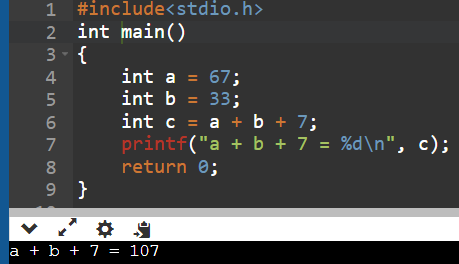 1 #include<stdio.h>
2 int main()
3 {
4 int a = 67;
5 int b = 33;
6 int c = a + b + 7;
7 printf("a + b + 7 = %d\n", c);
8 return 0;
9 }
a + b + 7 = 107